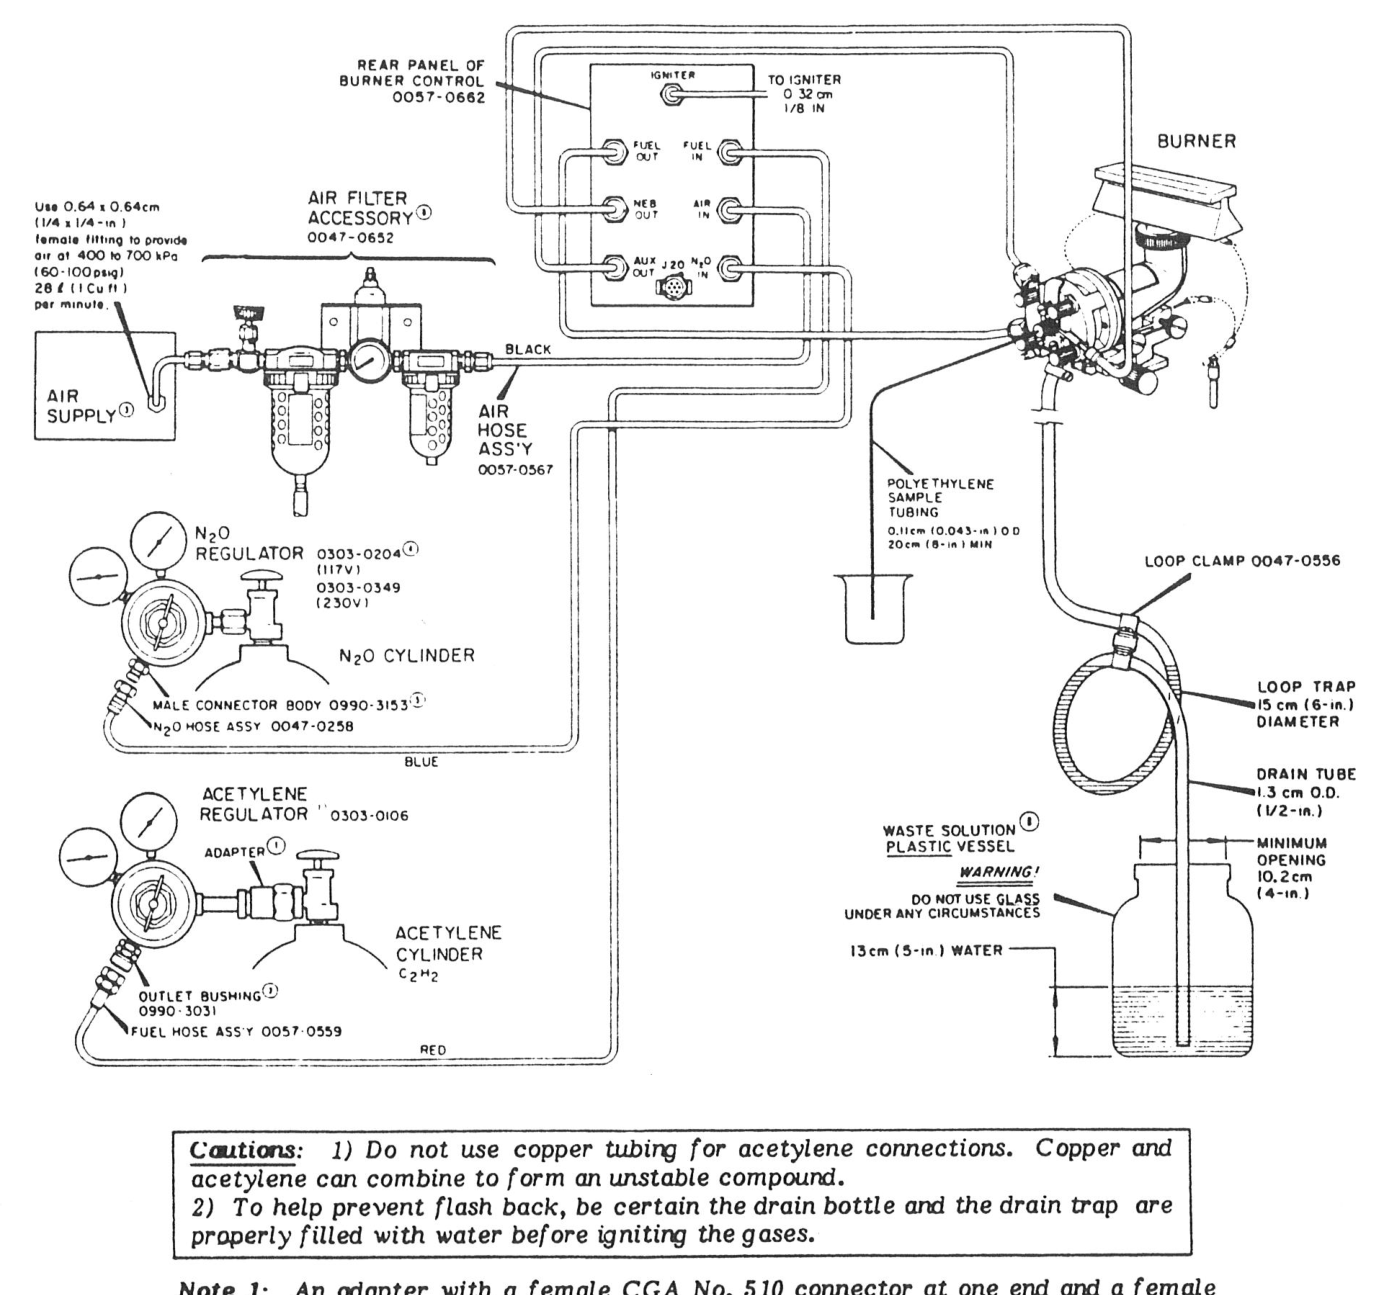 REAR PANEL OF
BURNER CONTROL
0057-0662
IGNITER
TO IGNITER
0.32 cm
1/8 IN
FUEL
OUT
FUEL
IN
NEB
OUT
AIR
IN
AUX
OUT
J20
N2O
IN
BURNER
Use 0.64 x 0.64cm
(1/4 x 1/4-in)
female fitting to provide
air at 400 to 700 kPa
(60-100psig)
28 ℓ (1 Cu ft)
per minute.
AIR FILTER
ACCESSORY
0047-0652
AIR
SUPPLY
BLACK
AIR
HOSE
ASS'Y
0057-0567
POLYETHYLENE
SAMPLE
TUBING
0.11cm (0.043-in) O D
20cm (8-in) MIN
N2O
REGULATOR 0303-0204 4
(117V)
0303-0349
(230V)
N2O CYLINDER
MALE CONNECTOR BODY 0990-3153
N2O HOSE ASSY 0047-0258
BLUE
LOOP CLAMP 0047-0556
LOOP TRAP
15 cm (6-in.)
DIAMETER
DRAIN TUBE
1.3 cm O.D.
(1/2-in.)
ACETYLENE
REGULATOR 0303-0106
ADAPTER 1
ACETYLENE
CYLINDER
C2H2
OUTLET BUSHING
0990-3031
FUEL HOSE ASS'Y 0057-0559
RED
WASTE SOLUTION
PLASTIC VESSEL
WARNING!
DO NOT USE GLASS
UNDER ANY CIRCUMSTANCES
13cm (5-in.) WATER
MINIMUM
OPENING
10.2cm
(4-in.)
Cautions: 1) Do not use copper tubing for acetylene connections. Copper and
acetylene can combine to form an unstable compound.
2) To help prevent flash back, be certain the drain bottle and the drain trap are
properly filled with water before igniting the gases.
Note 1: An adapter with a female CGA No. 510 connector at one end and a female